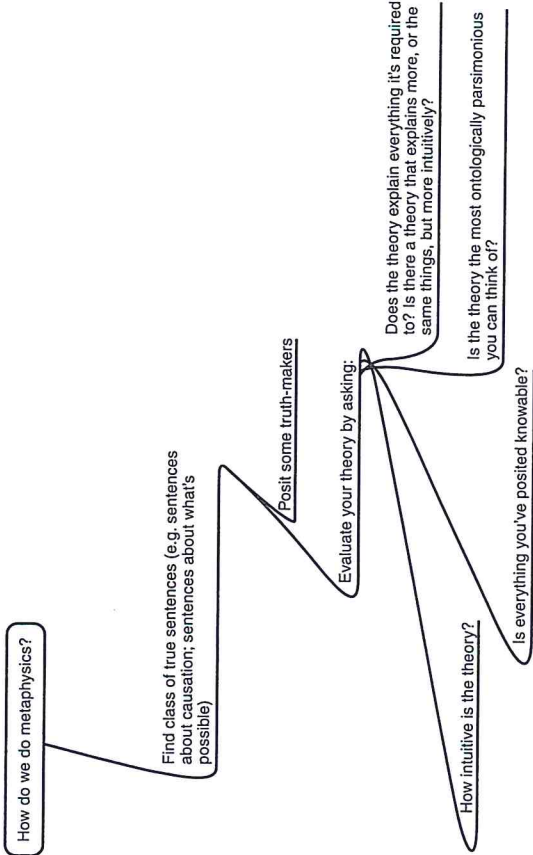 How do we do metaphysics?
Find class of true sentences (e.g. sentences
about causation; sentences about what's
possible)
Posit some truth-makers
Evaluate your theory by asking:
How intuitive is the theory?
Is everything you've posited knowable?
Does the theory explain everything it's required
to? Is there a theory that explains more, or the
same things, but more intuitively?
Is the theory the most ontologically parsimonious
you can think of?